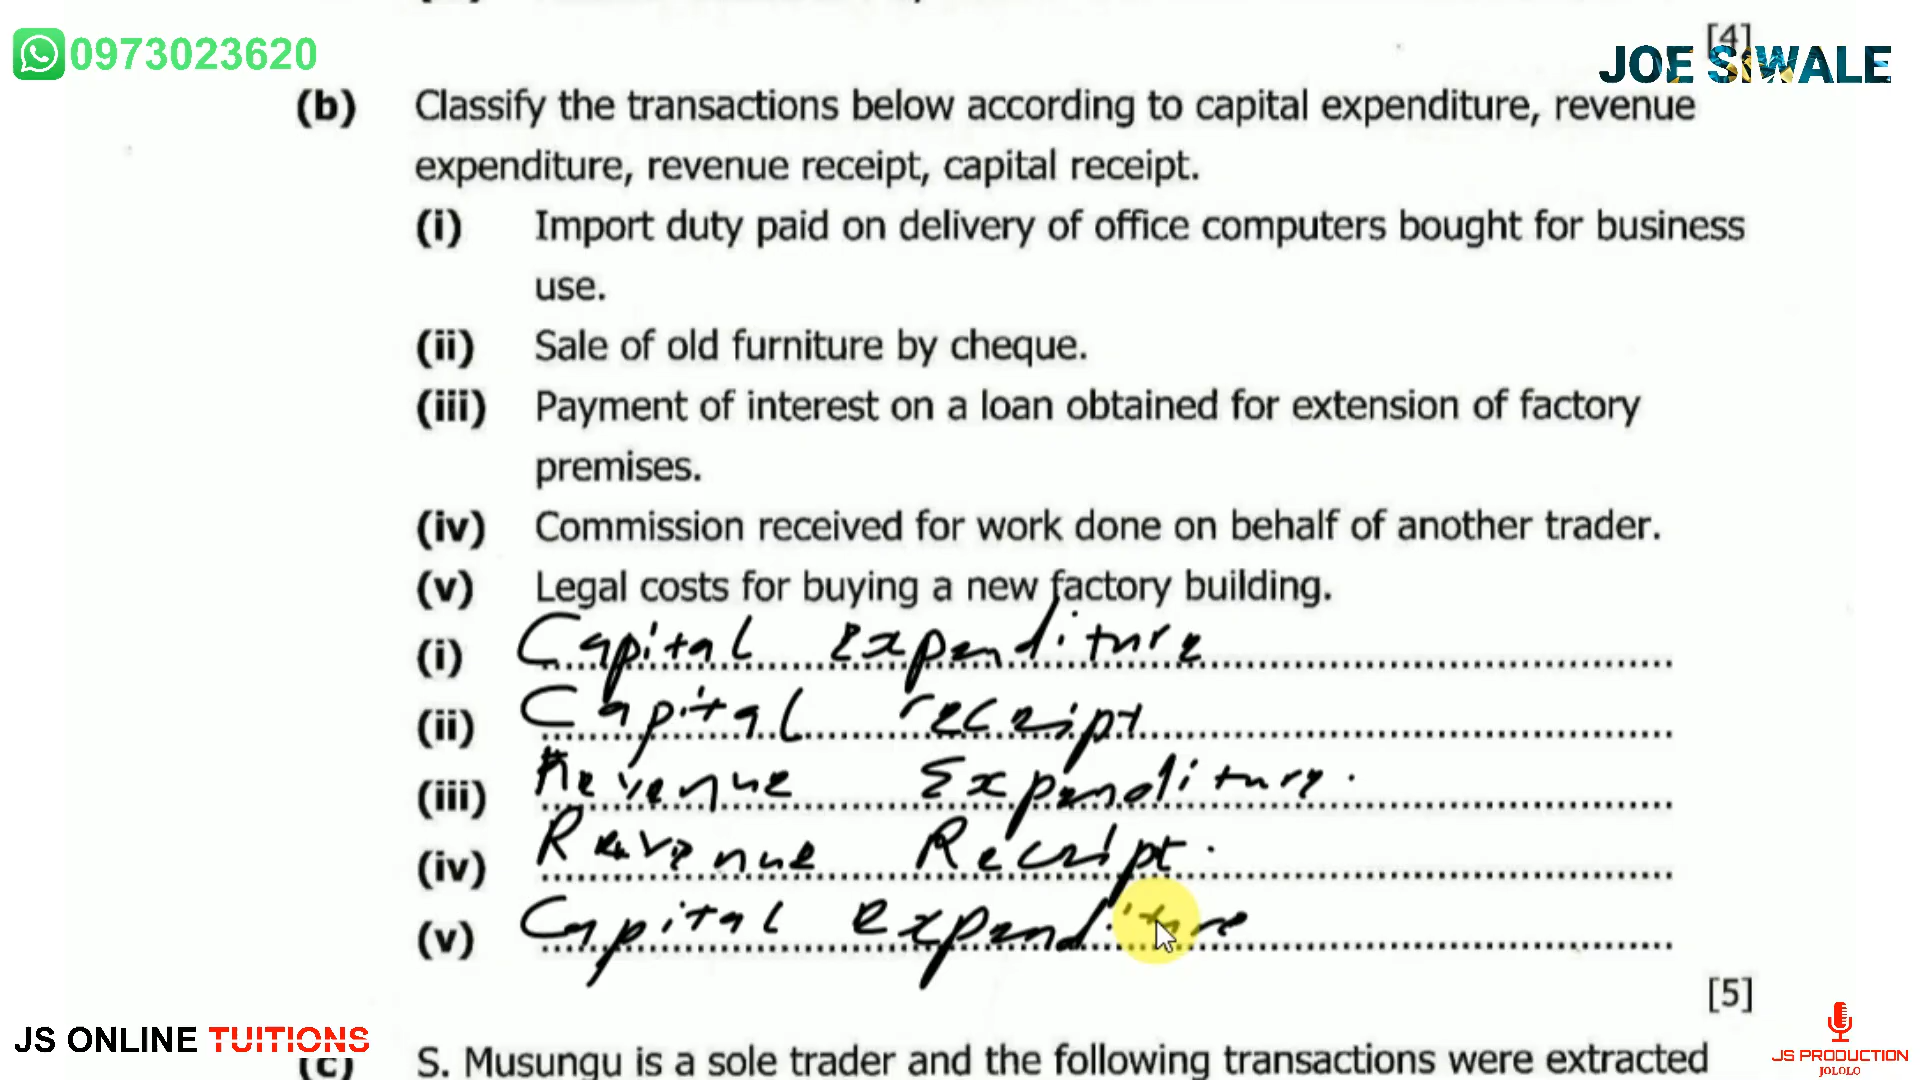 [4]
0973023620
JOE SIWALE
(b) Classify the transactions below according to capital expenditure, revenue
expenditure, revenue receipt, capital receipt.
(i) Import duty paid on delivery of office computers bought for business
use.
(ii) Sale of old furniture by cheque.
(iii) Payment of interest on a loan obtained for extension of factory
premises.
(iv) Commission received for work done on behalf of another trader.
(v) Legal costs for buying a new factory building.
(i) Capital Expenditure
(ii) Capital receipt
(iii) Revenue Expenditure.
(iv) Revenue Receipt.
(v) Capital expenditure
[5]
JS ONLINE TUITIONS
(c) S. Musungu is a sole trader and the following transactions were extracted
JS PRODUCTION
JOLOLO